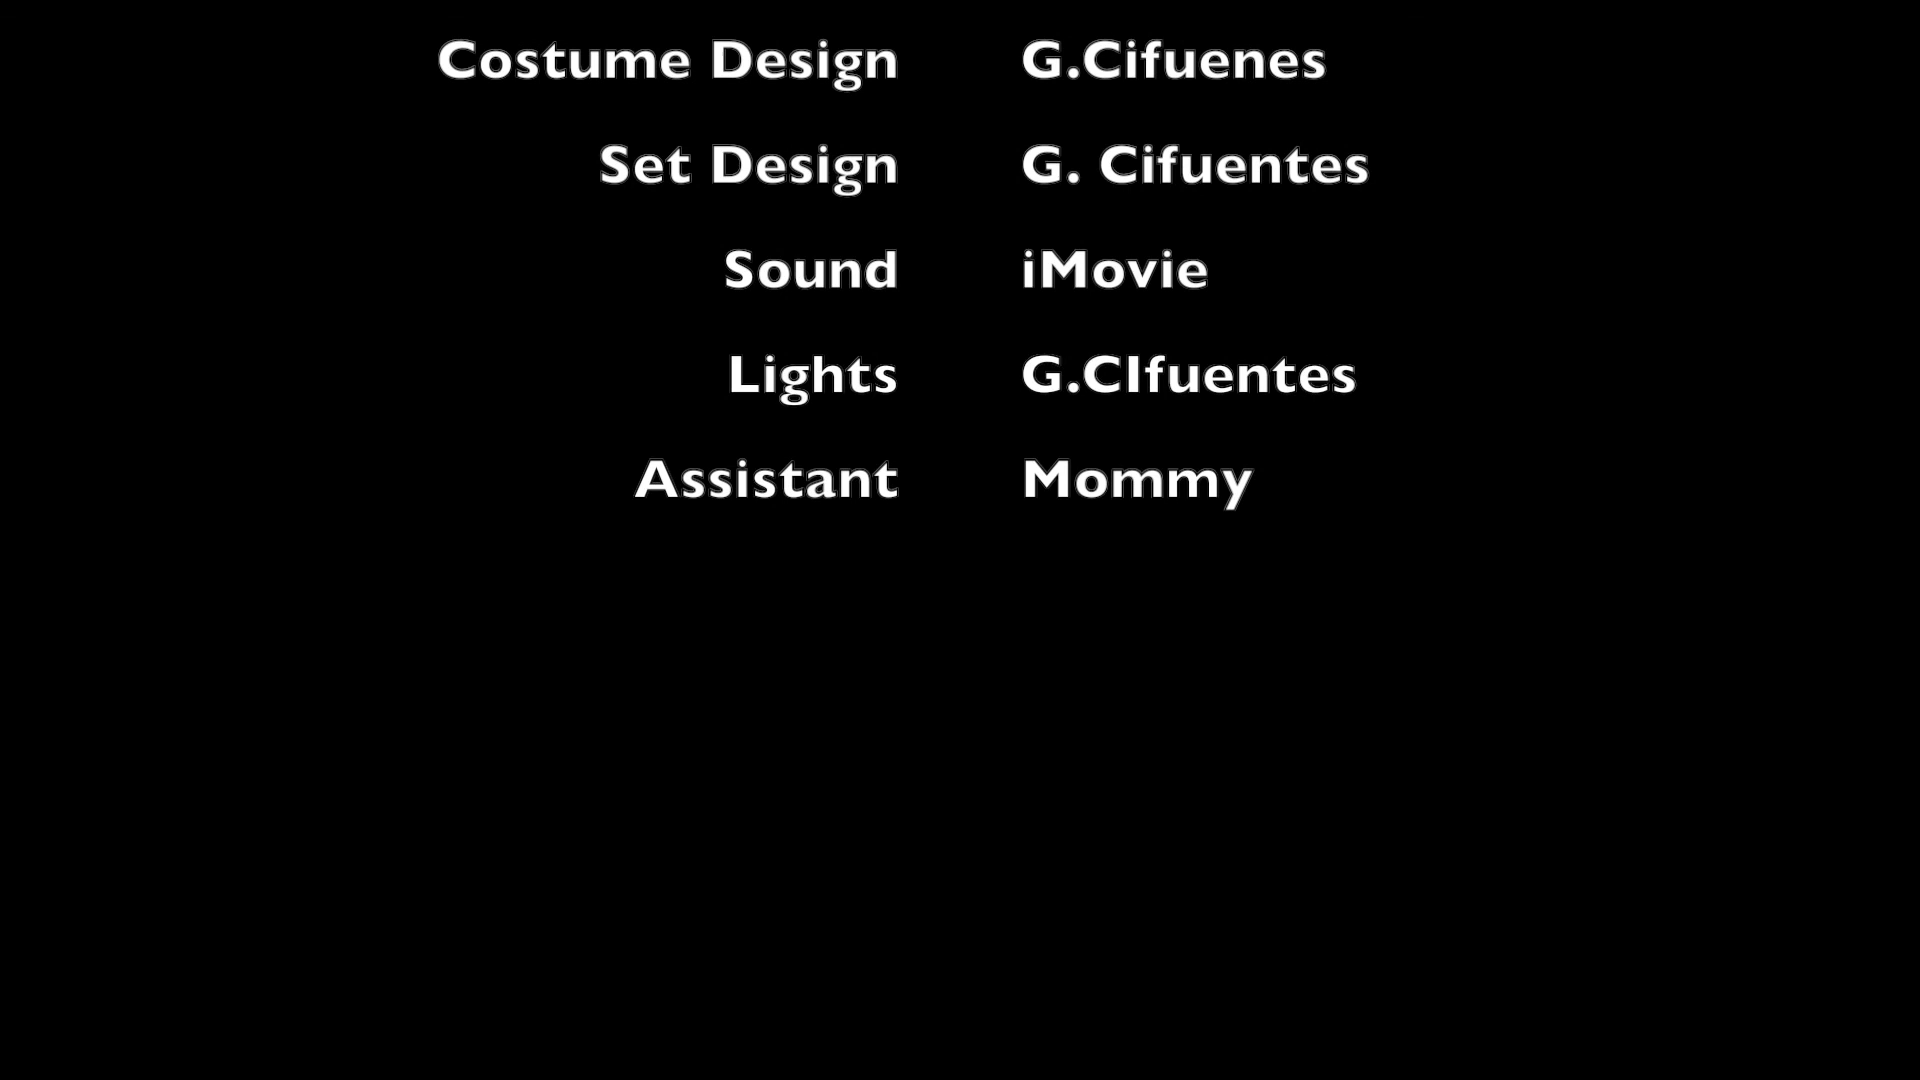 Costume Design G.Cifuenes
Set Design G. Cifuentes
Sound iMovie
Lights G.CIfuentes
Assistant Mommy